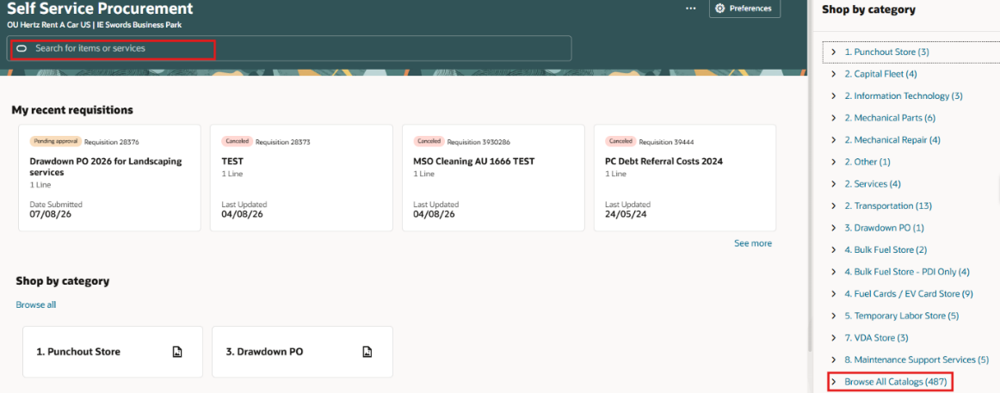 Self Service Procurement
OU Hertz Rent A Car US | IE Swords Business Park
Preferences
Search for items or services
My recent requisitions
Pending approval Requisition 28376
Drawdown PO 2026 for Landscaping
services
1 Line
Date Submitted
07/08/26
Canceled Requisition 28373
TEST
1 Line
Last Updated
04/08/26
Canceled Requisition 3930286
MSO Cleaning AU 1666 TEST
1 Line
Last Updated
04/08/26
Canceled Requisition 39444
PC Debt Referral Costs 2024
1 Line
Last Updated
24/05/24
See more
Shop by category
Browse all
1. Punchout Store
3. Drawdown PO
Shop by category
1. Punchout Store (3)
2. Capital Fleet (4)
2. Information Technology (3)
2. Mechanical Parts (6)
2. Mechanical Repair (4)
2. Other (1)
2. Services (4)
2. Transportation (13)
3. Drawdown PO (1)
4. Bulk Fuel Store (2)
4. Bulk Fuel Store - PDI Only (4)
4. Fuel Cards / EV Card Store (9)
5. Temporary Labor Store (5)
7. VDA Store (3)
8. Maintenance Support Services (5)
Browse All Catalogs (487)